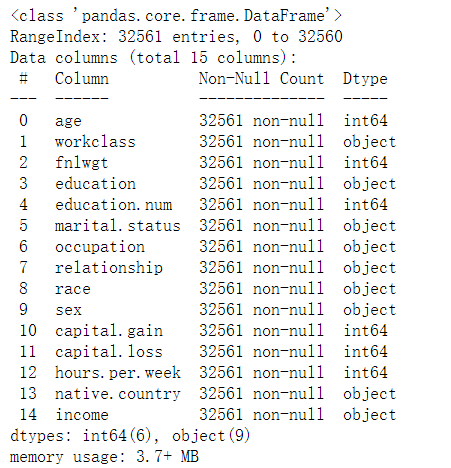 <class 'pandas.core.frame.DataFrame'>
RangeIndex: 32561 entries, 0 to 32560
Data columns (total 15 columns):
 #   Column          Non-Null Count  Dtype
---  ------          --------------  -----
 0   age             32561 non-null  int64
 1   workclass       32561 non-null  object
 2   fnlwgt          32561 non-null  int64
 3   education       32561 non-null  object
 4   education.num   32561 non-null  int64
 5   marital.status  32561 non-null  object
 6   occupation      32561 non-null  object
 7   relationship    32561 non-null  object
 8   race            32561 non-null  object
 9   sex             32561 non-null  object
 10  capital.gain    32561 non-null  int64
 11  capital.loss    32561 non-null  int64
 12  hours.per.week  32561 non-null  int64
 13  native.country  32561 non-null  object
 14  income          32561 non-null  object
dtypes: int64(6), object(9)
memory usage: 3.7+ MB